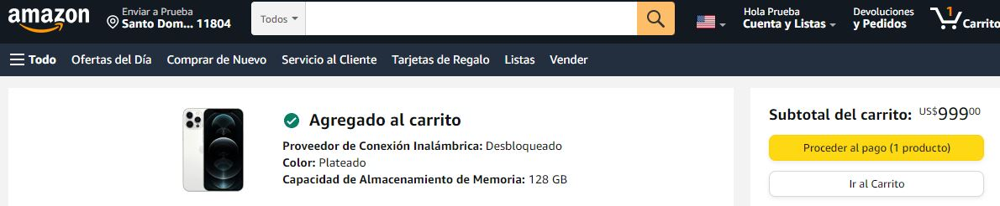 amazon
Enviar a Prueba
Santo Dom... 11804
Todos
Hola Prueba
Cuenta y Listas
Devoluciones
y Pedidos
1
Carrito
Todo Ofertas del Día Comprar de Nuevo Servicio al Cliente Tarjetas de Regalo Listas Vender
Agregado al carrito
Proveedor de Conexión Inalámbrica: Desbloqueado
Color: Plateado
Capacidad de Almacenamiento de Memoria: 128 GB
Subtotal del carrito: US$99900
Proceder al pago (1 producto)
Ir al Carrito